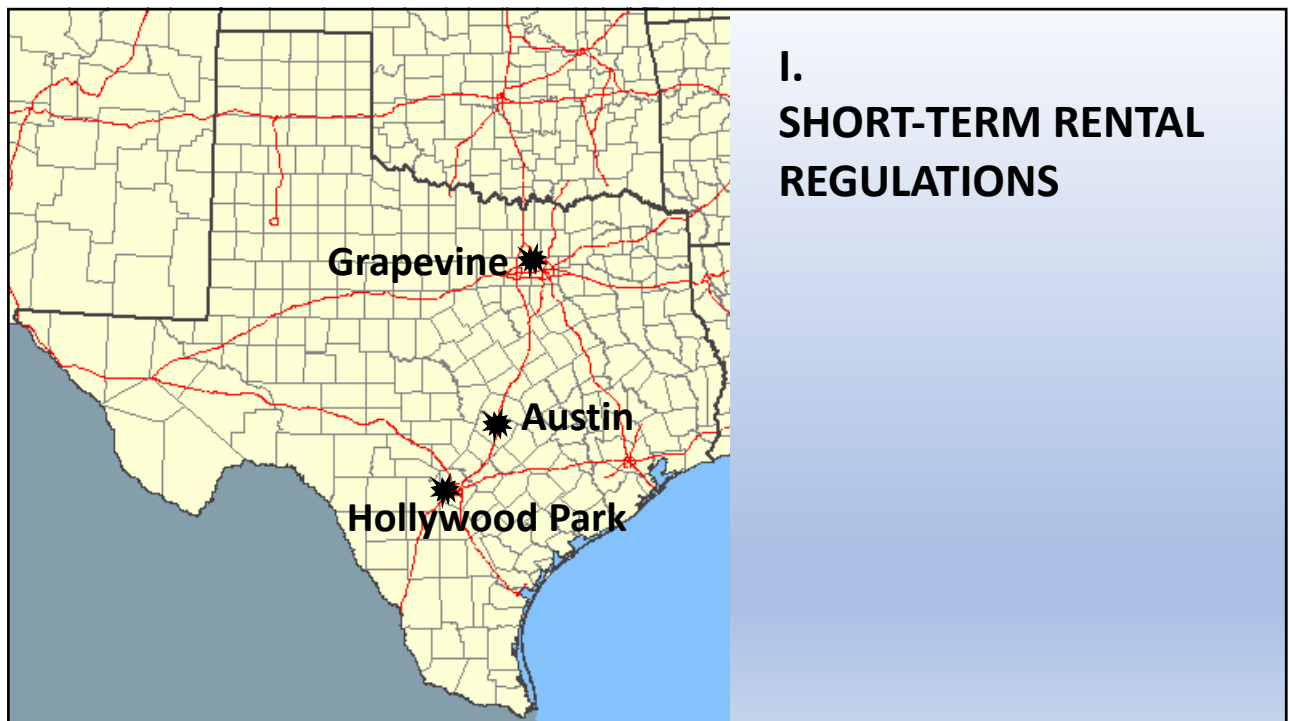 I.
SHORT-TERM RENTAL
REGULATIONS
Grapevine
Austin
Hollywood Park